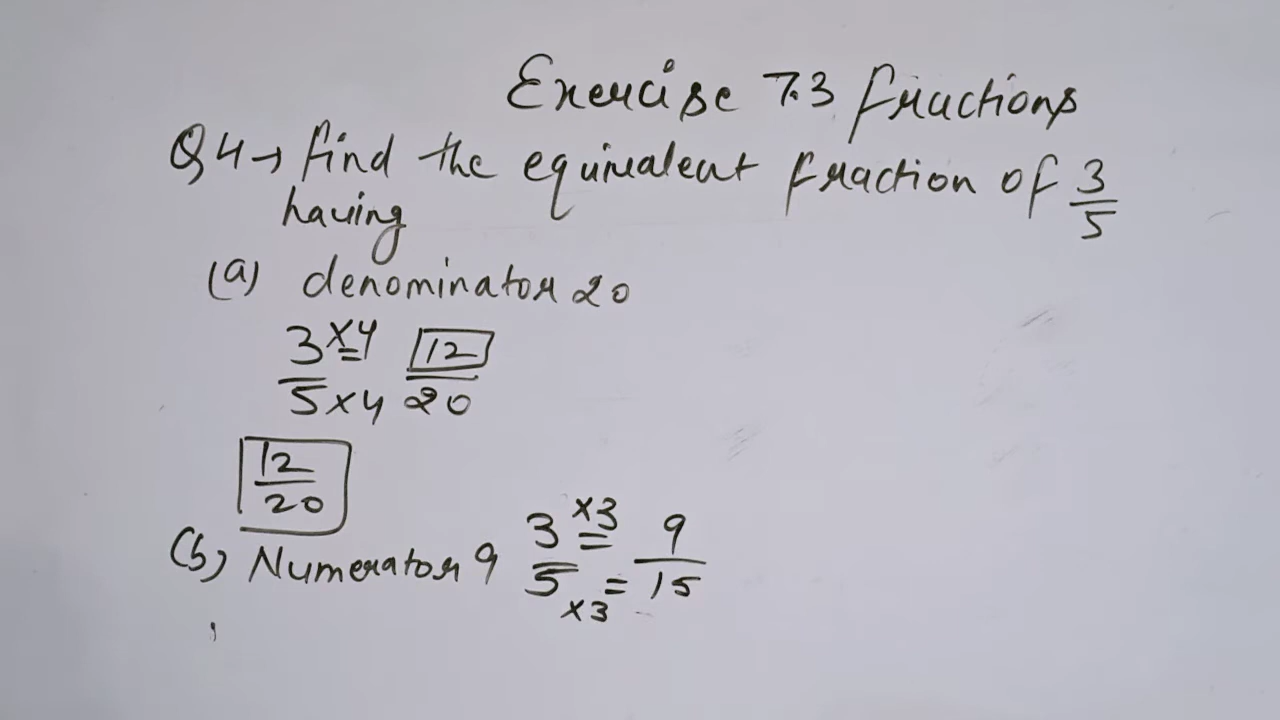 Exercise 7.3 fractions
Q4→ find the equivalent fraction of 3/5
having
(a) denominator 20
3×4/5×4 = 12/20
12/20
(b) Numerator 9 3×3/5×3 = = 9/15